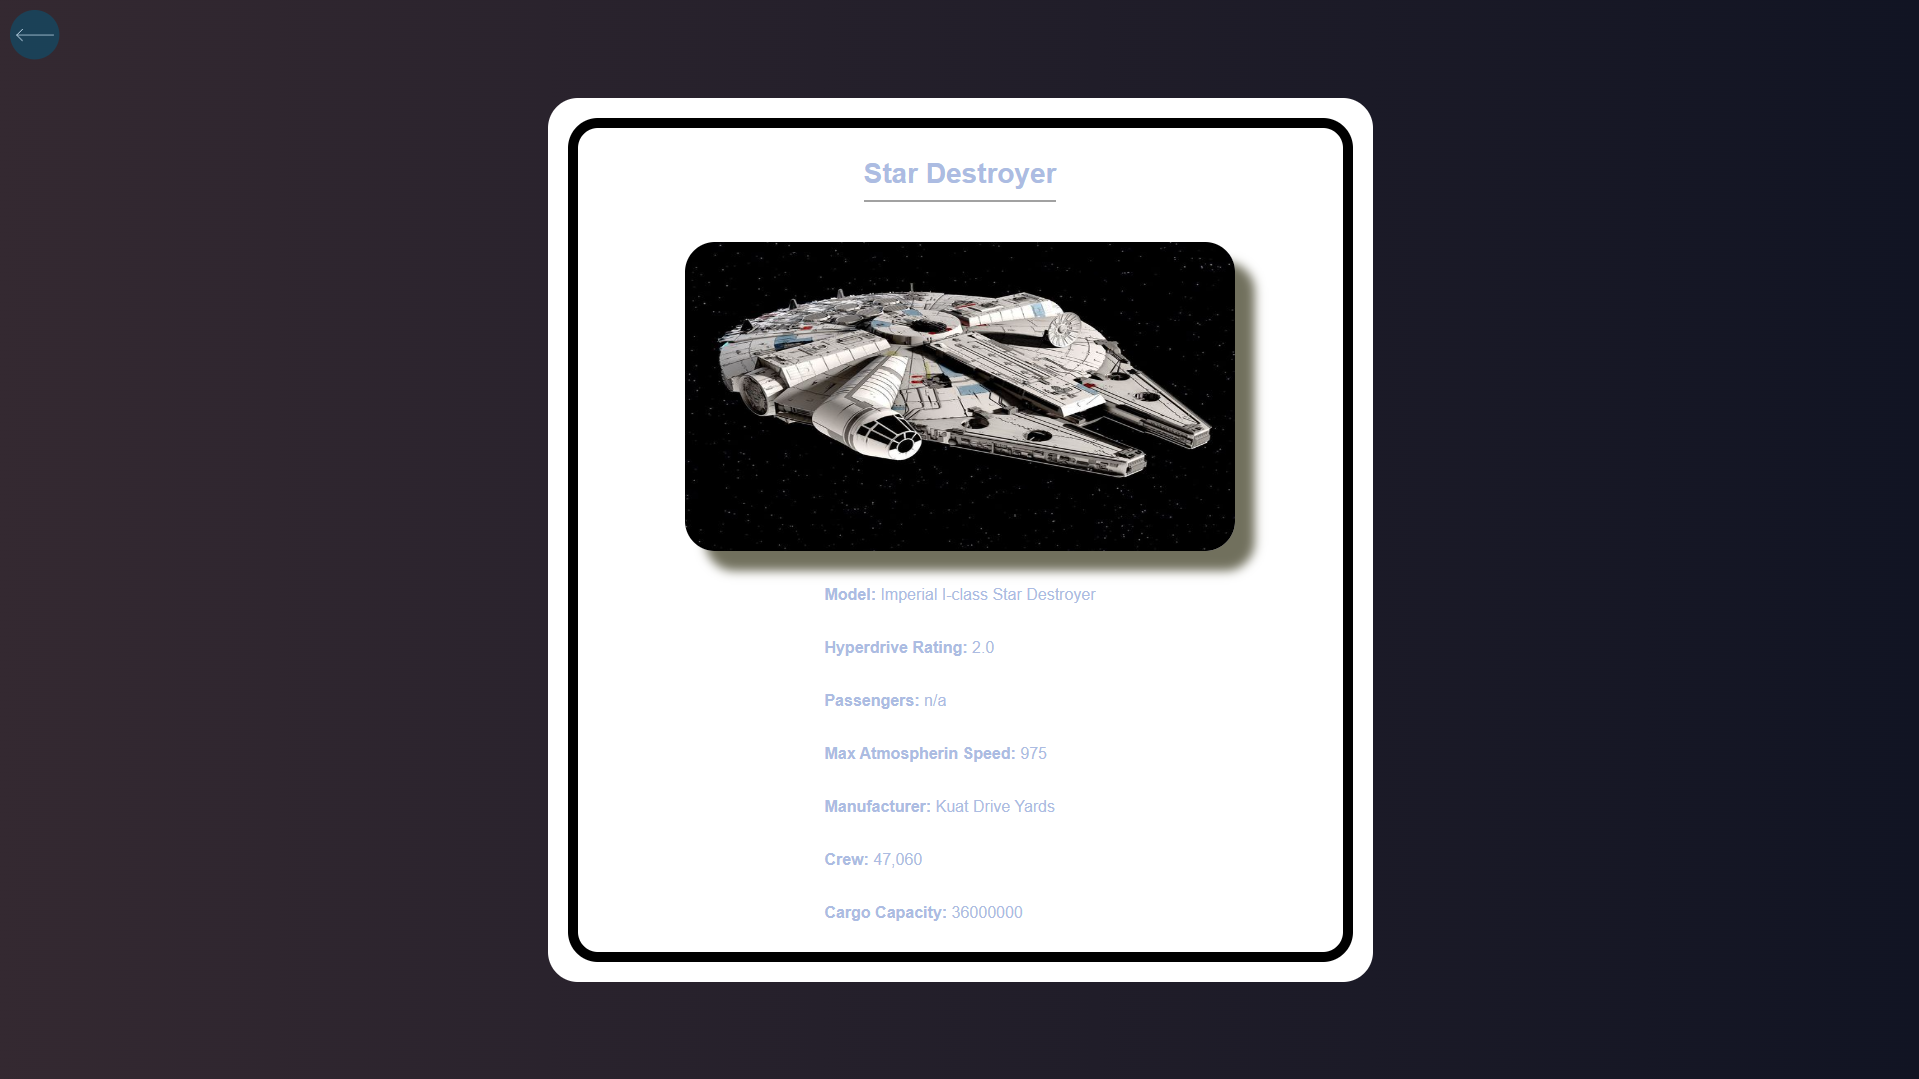 Star Destroyer
Model: Imperial I-class Star Destroyer
Hyperdrive Rating: 2.0
Passengers: n/a
Max Atmospherin Speed: 975
Manufacturer: Kuat Drive Yards
Crew: 47,060
Cargo Capacity: 36000000